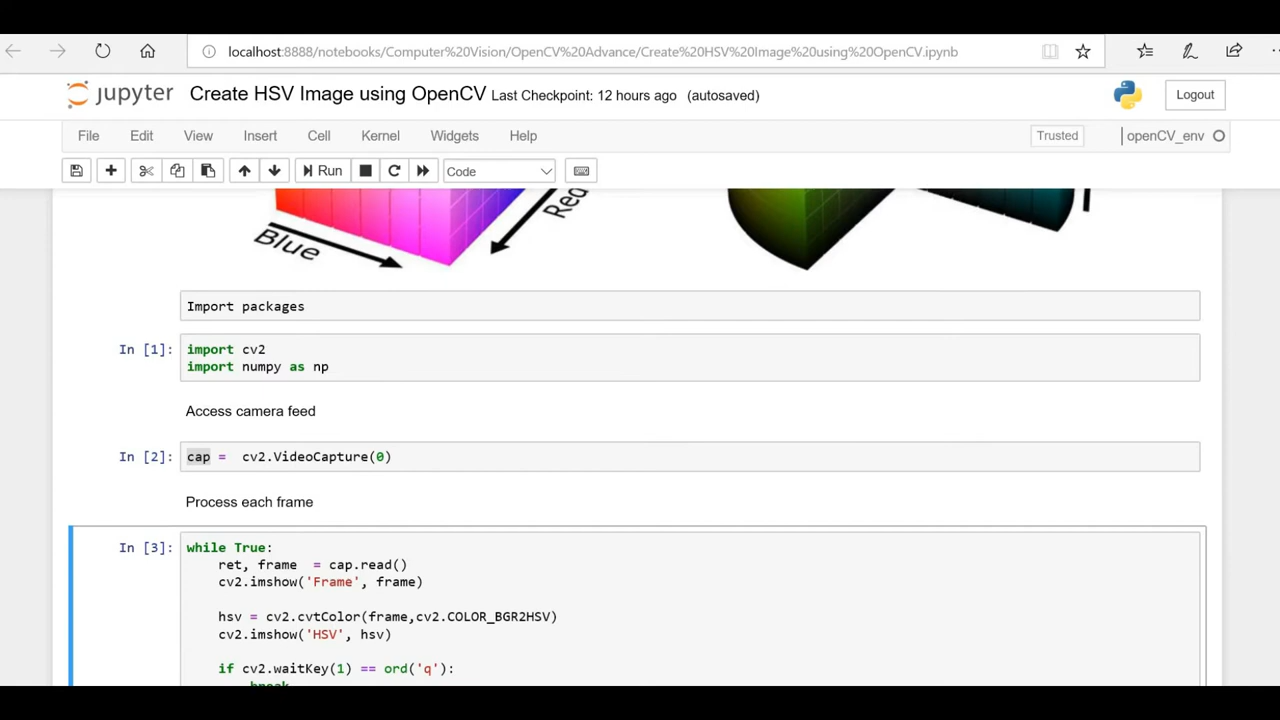 localhost:8888/notebooks/Computer%20Vision/OpenCV%20Advance/Create%20HSV%20Image%20using%20OpenCV.ipynb
jupyter Create HSV Image using OpenCV Last Checkpoint: 12 hours ago (autosaved) Logout
File Edit View Insert Cell Kernel Widgets Help Trusted openCV_env
Run Code
Blue Red
Import packages
In [1]: import cv2
import numpy as np
Access camera feed
In [2]: cap = cv2.VideoCapture(0)
Process each frame
In [3]: while True:
ret, frame = cap.read()
cv2.imshow('Frame', frame)
hsv = cv2.cvtColor(frame,cv2.COLOR_BGR2HSV)
cv2.imshow('HSV', hsv)
if cv2.waitKey(1) == ord('q'):
break